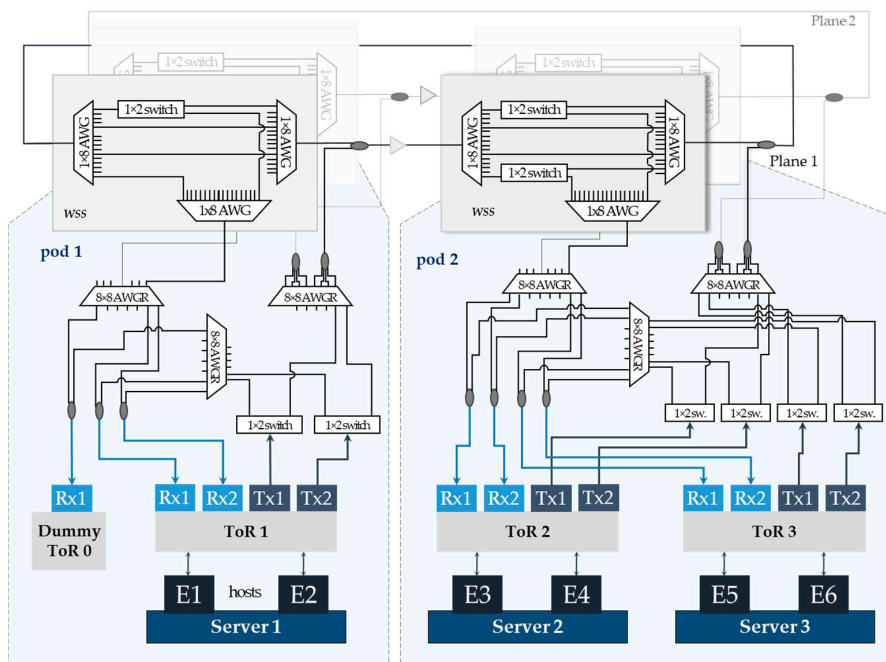 Plane 2
1×2 switch
1×2 switch
1×8 AWG
1×8 AWG
1×2 switch
1×8 AWG
1×8 AWG
1x8 AWG
wss
1×2 switch
1×8 AWG
1×8 AWG
1×2 switch
1x8 AWG
wss
Plane 1
pod 1
pod 2
8×8 AWGR
8×8 AWGR
8×8 AWGR
8×8 AWGR
8×8 AWGR
8×8 AWGR
1×2 switch
1×2 switch
1×2 sw.
1×2 sw.
1×2 sw.
1×2 sw.
Rx1
Rx1
Rx2
Tx1
Tx2
Rx1
Rx2
Tx1
Tx2
Rx1
Rx2
Tx1
Tx2
Dummy
ToR 0
ToR 1
ToR 2
ToR 3
E1
hosts
E2
E3
E4
E5
E6
Server 1
Server 2
Server 3